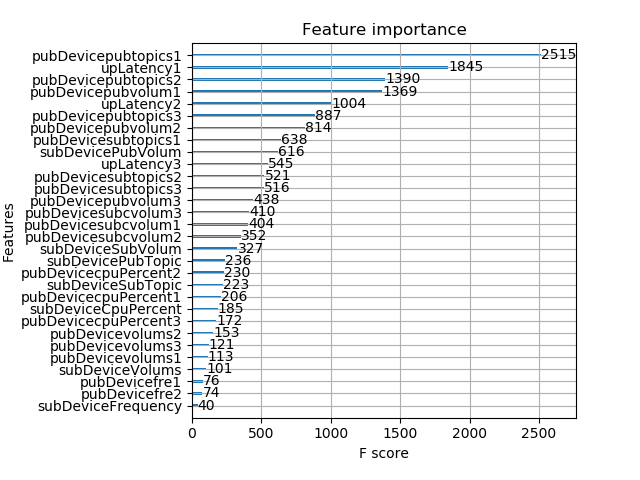 Feature importance
pubDevicepubtopics1 2515
upLatency1 1845
pubDevicepubtopics2 1390
pubDevicepubvolum1 1369
upLatency2 1004
pubDevicepubtopics3 887
pubDevicepubvolum2 814
pubDevicesubtopics1 638
subDevicePubVolum 616
upLatency3 545
pubDevicesubtopics2 521
pubDevicesubtopics3 516
pubDevicepubvolum3 438
pubDevicesubcvolum3 410
pubDevicesubcvolum1 404
pubDevicesubcvolum2 352
subDeviceSubVolum 327
subDevicePubTopic 236
pubDevicecpuPercent2 230
subDeviceSubTopic 223
pubDevicecpuPercent1 206
subDeviceCpuPercent 185
pubDevicecpuPercent3 172
pubDevicevolums2 153
pubDevicevolums3 121
pubDevicevolums1 113
subDeviceVolums 101
pubDevicefre1 76
pubDevicefre2 74
subDeviceFrequency 40
Features
0 500 1000 1500 2000 2500
F score